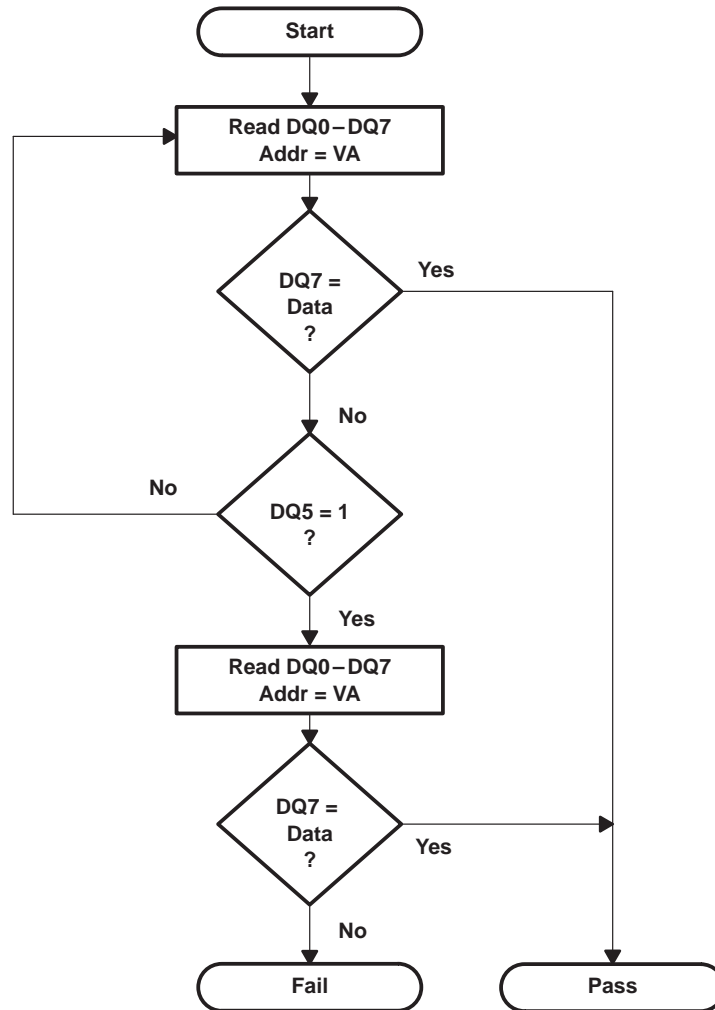 Start
Read DQ0–DQ7
Addr = VA
DQ7 =
Data
?
Yes
No
DQ5 = 1
?
No
Yes
Read DQ0–DQ7
Addr = VA
DQ7 =
Data
?
Yes
No
Fail
Pass